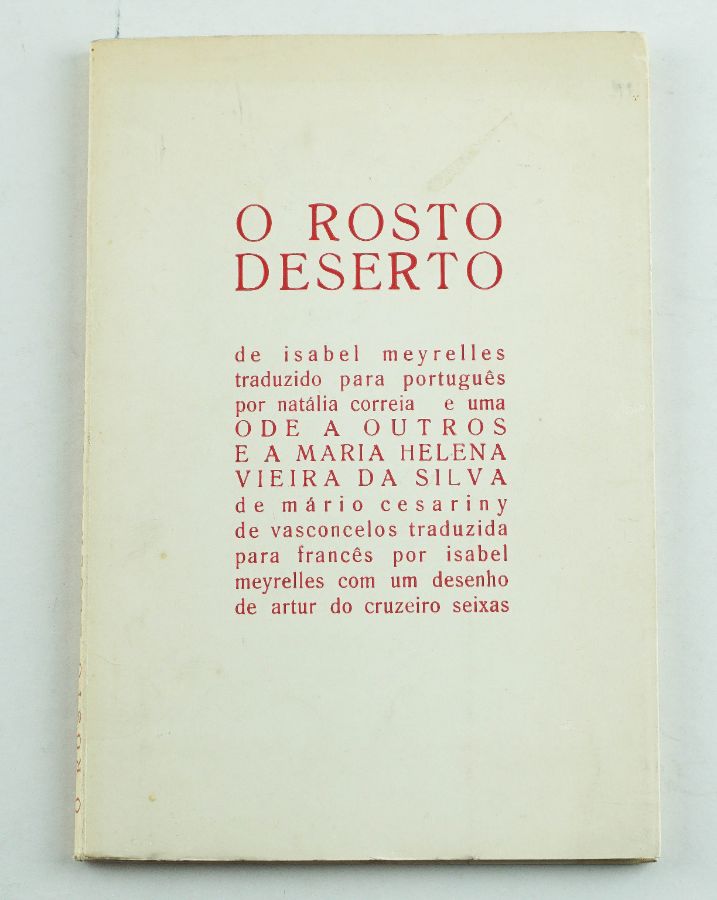 O ROSTO
DESERTO
de isabel meyrelles
traduzido para português
por natália correia e uma
ODE A OUTROS
E A MARIA HELENA
VIEIRA DA SILVA
de mário cesariny
de vasconcelos traduzida
para francês por isabel
meyrelles com um desenho
de artur do cruzeiro seixas
O ROSTO